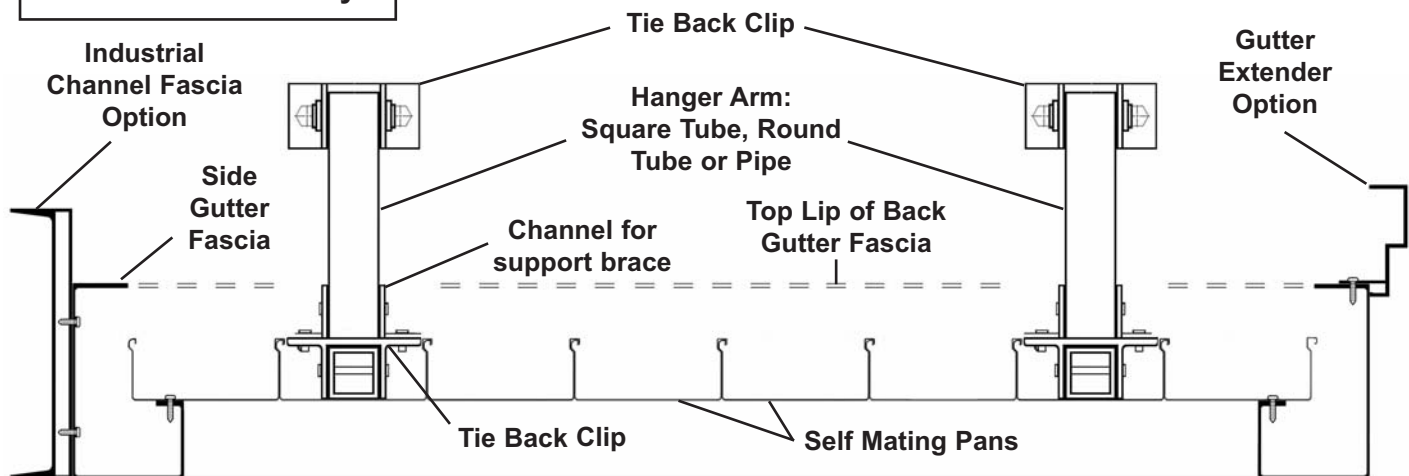 Tie Back Clip
Industrial
Channel Fascia
Option
Gutter
Extender
Option
Hanger Arm:
Square Tube, Round
Tube or Pipe
Side
Gutter
Fascia
Channel for
support brace
Top Lip of Back
Gutter Fascia
Tie Back Clip
Self Mating Pans